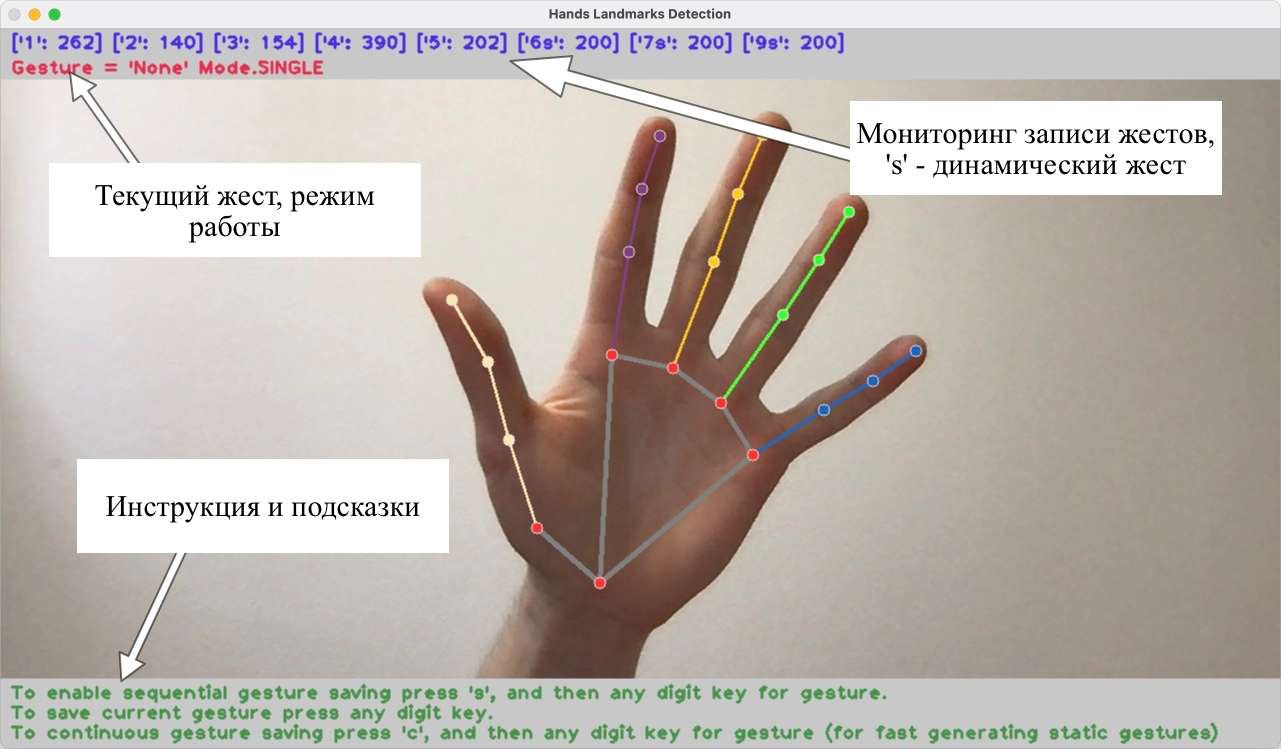 Hands Landmarks Detection
['1': 262] ['2': 140] ['3': 154] ['4': 390] ['5': 202] ['6s': 200] ['7s': 200] ['9s': 200]
Gesture = 'None' Mode.SINGLE
Мониторинг записи жестов,
's' - динамический жест
Текущий жест, режим
работы
Инструкция и подсказки
To enable sequential gesture saving press 's', and then any digit key for gesture.
To save current gesture press any digit key.
To continuous gesture saving press 'c', and then any digit key for gesture (for fast generating static gestures)